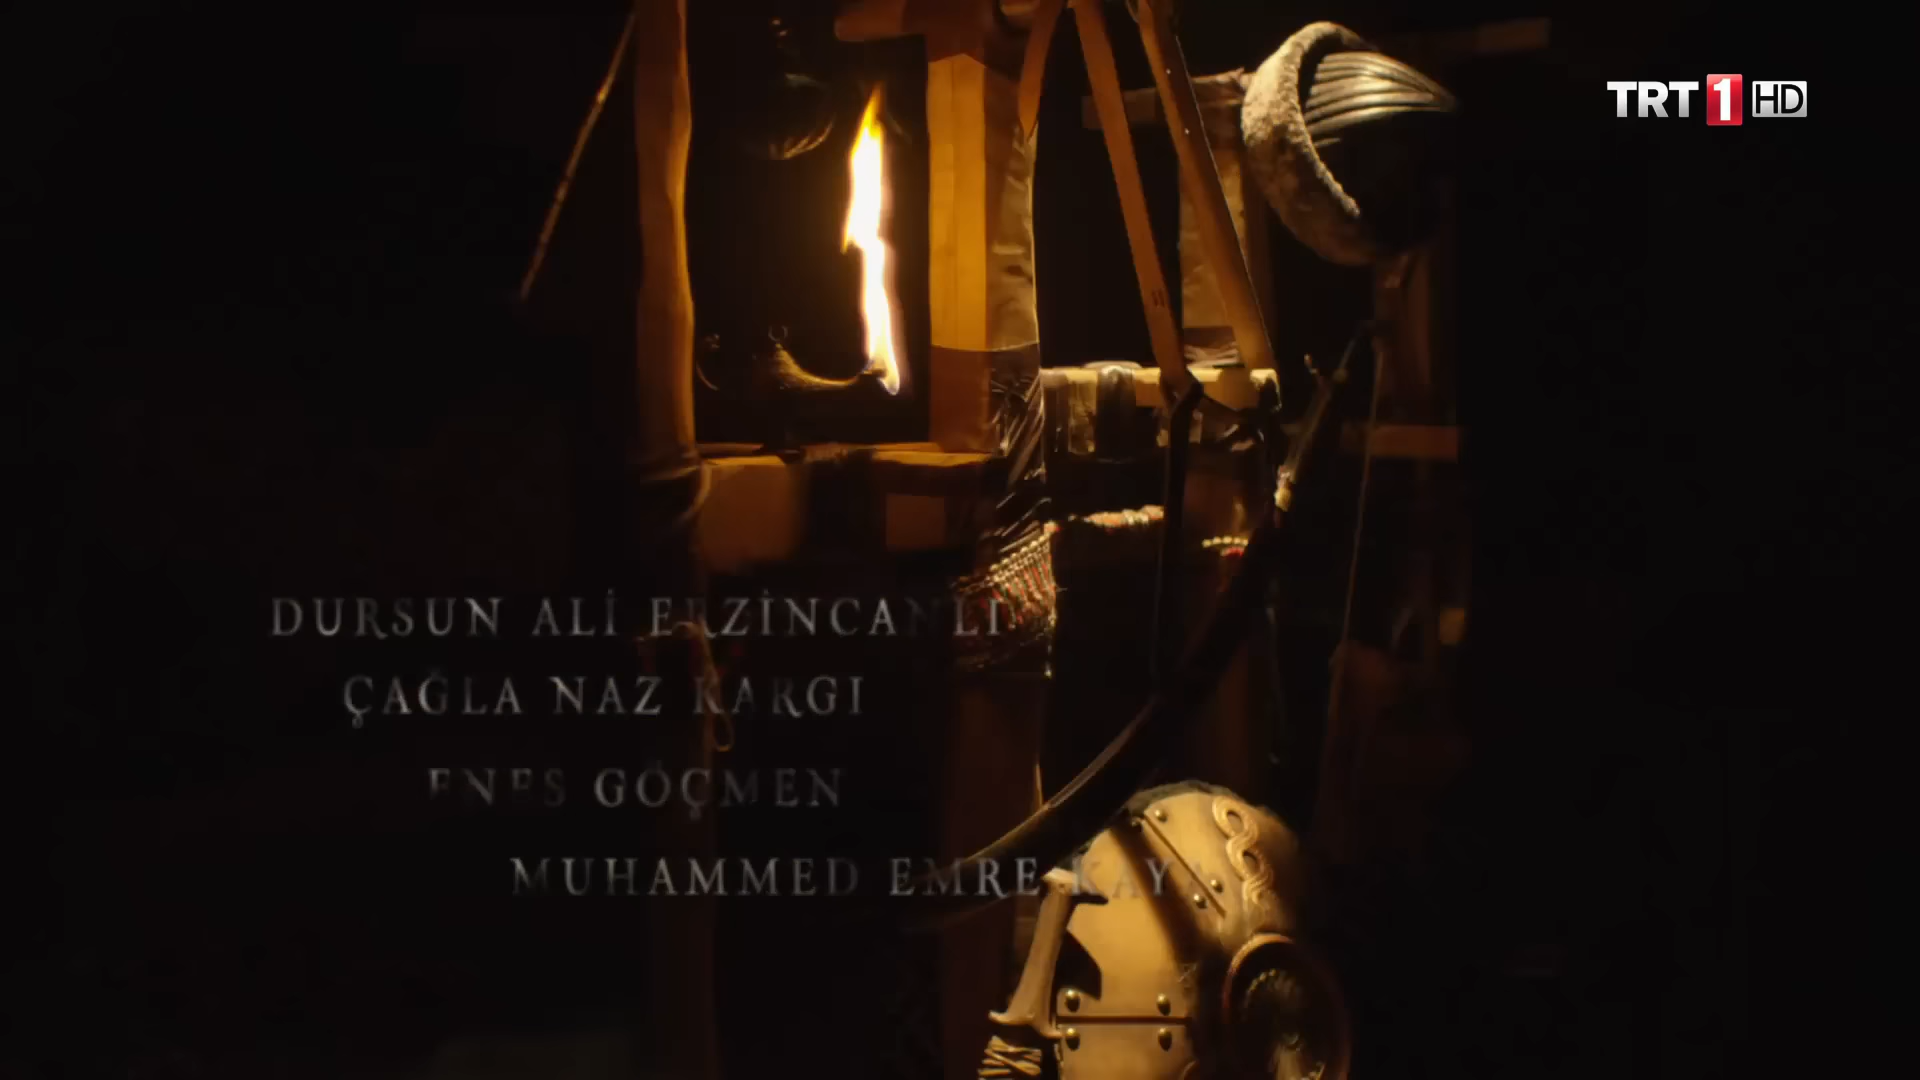 TRT 1 HD
DURSUN ALİ ERZİNCANLI
ÇAĞLA NAZ KARGI
ENES GÖÇMEN
MUHAMMED EMRE KAYA